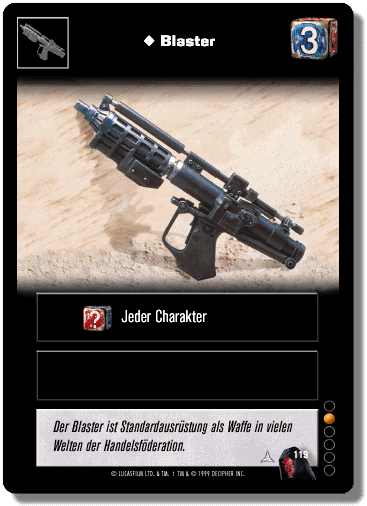 ◆ Blaster
3
? Jeder Charakter
Der Blaster ist Standardausrüstung als Waffe in vielen
Welten der Handelsföderation.
119
© LUCASFILM LTD. & TM. † TM & © 1999 DECIPHER INC.